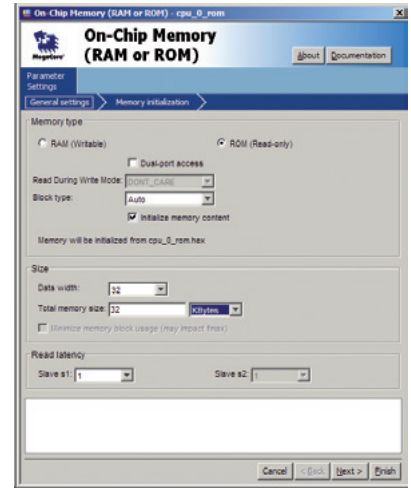 On-Chip Memory (RAM or ROM) - cpu_0_rom
MegaCore'
On-Chip Memory
(RAM or ROM)
About
Documentation
Parameter
Settings
General settings
Memory initialization
Memory type
RAM (Writable)
ROM (Read-only)
Dual-port access
Read During Write Mode: DONT_CARE
Block type: Auto
Initialize memory content
Memory will be initialized from cpu_0_rom.hex
Size
Data width: 32
Total memory size: 32 KBytes
Minimize memory block usage (may impact fmax)
Read latency
Slave s1: 1
Slave s2: 1
Cancel
< Back
Next >
Finish